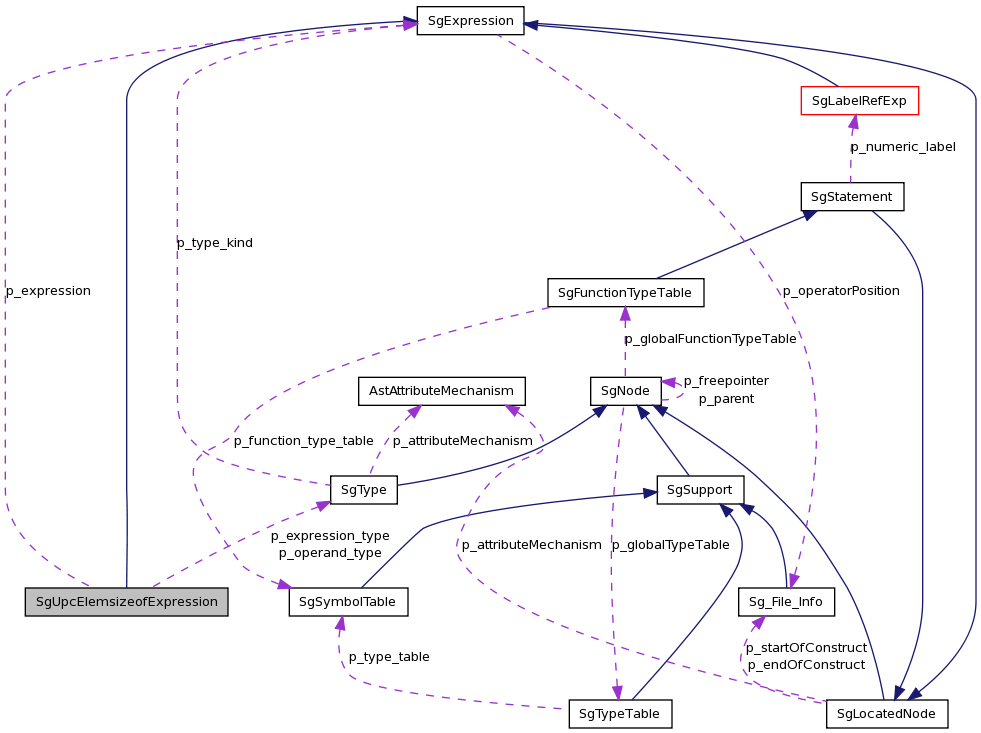 SgExpression
SgLabelRefExp
p_numeric_label
SgStatement
p_type_kind
p_expression
p_operatorPosition
SgFunctionTypeTable
p_globalFunctionTypeTable
AstAttributeMechanism
SgNode
p_freepointer
p_parent
p_function_type_table
p_attributeMechanism
SgType
SgSupport
p_expression_type
p_operand_type
p_attributeMechanism
p_globalTypeTable
SgUpcElemsizeofExpression
SgSymbolTable
Sg_File_Info
p_startOfConstruct
p_endOfConstruct
p_type_table
SgTypeTable
SgLocatedNode